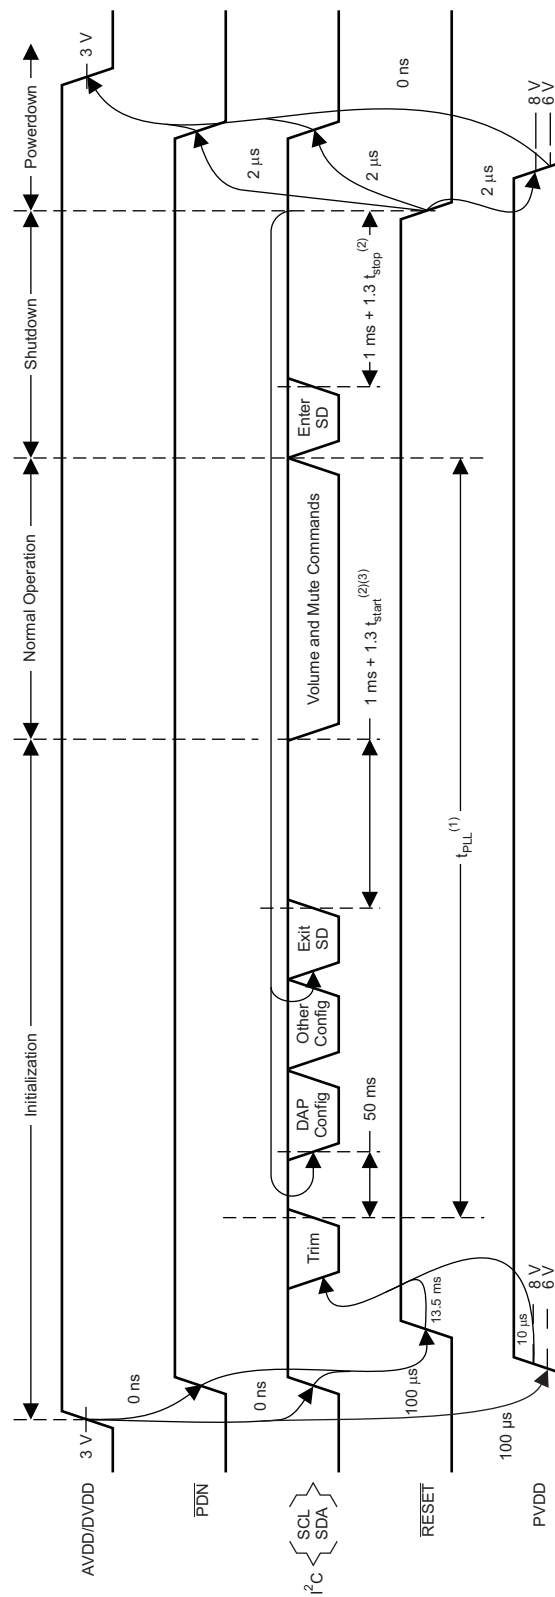 Initialization
Normal Operation
Shutdown
Powerdown
AVDD/DVDD
3 V
3 V
0 ns
PDN
0 ns
2 μs
0 ns
I²C
SCL
SDA
Trim
DAP
Config
Other
Config
Exit
SD
Volume and Mute Commands
Enter
SD
2 μs
50 ms
1 ms + 1.3 tstart(2)(3)
1 ms + 1.3 tstop(2)
100 μs
RESET
13.5 ms
tPLL(1)
2 μs
100 μs
10 μs
PVDD
8 V
6 V
8 V
6 V